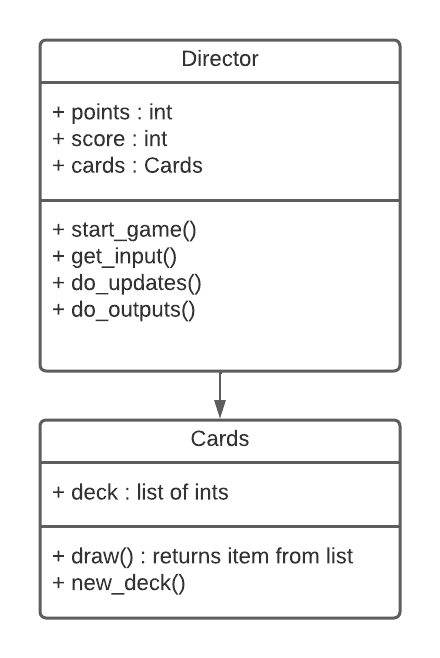 Director
+ points : int
+ score : int
+ cards : Cards
+ start_game()
+ get_input()
+ do_updates()
+ do_outputs()
Cards
+ deck : list of ints
+ draw() : returns item from list
+ new_deck()